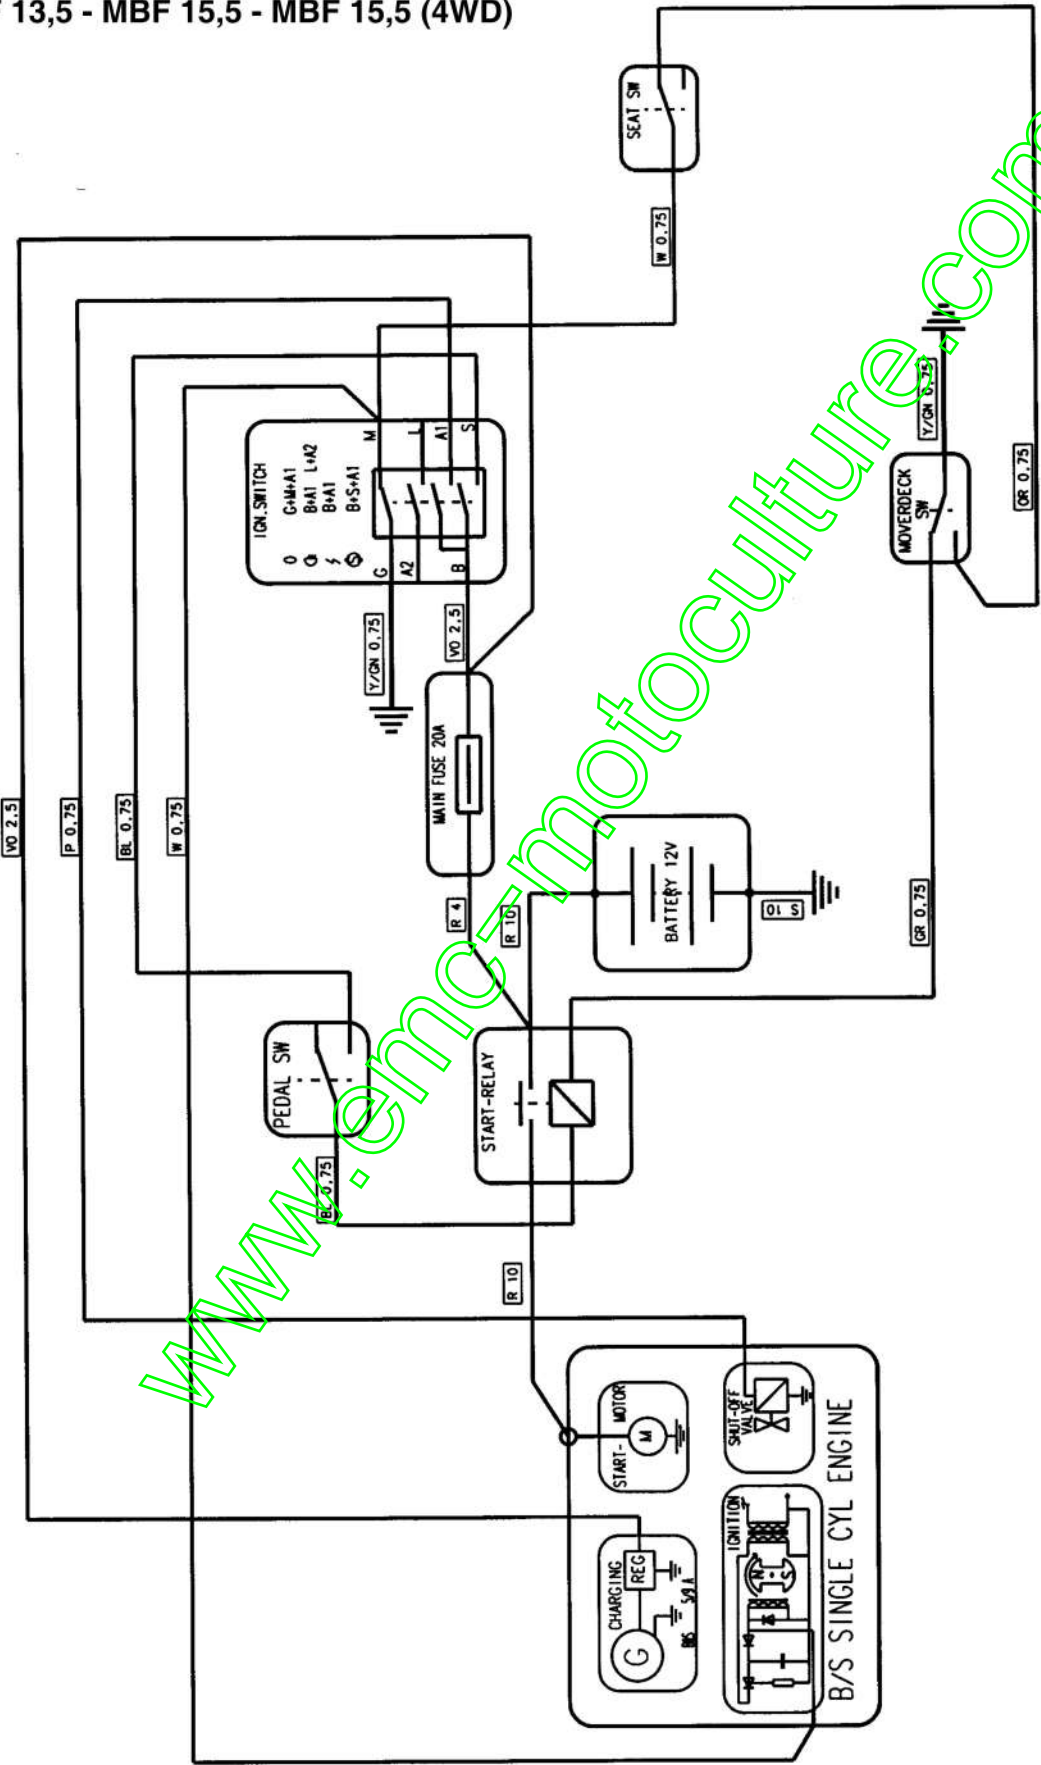 13,5 - MBF 15,5 - MBF 15,5 (4WD)
SEAT SW
W 0,75
IGN.SWITCH
O G+M+A1
B+A1 L+A2
B+A1
B+S+A1
M
L
A1
S
G
A2
B
Y/GN 0,75
VO 2,5
MAIN FUSE 20A
R 4
R 10
VO 2,5
P 0,75
BL 0,75
W 0,75
MOVERDECK
SW
Y/GN 0,75
OR 0,75
GR 0,75
BATTERY 12V
S 10
PEDAL SW
BL 0,75
START-RELAY
R 10
START-
MOTOR
M
SHUT-OFF
VALVE
CHARGING
REG
G
5/9 A
IGNITION
N
S
B/S SINGLE CYL ENGINE
www.emc-motoculture.com